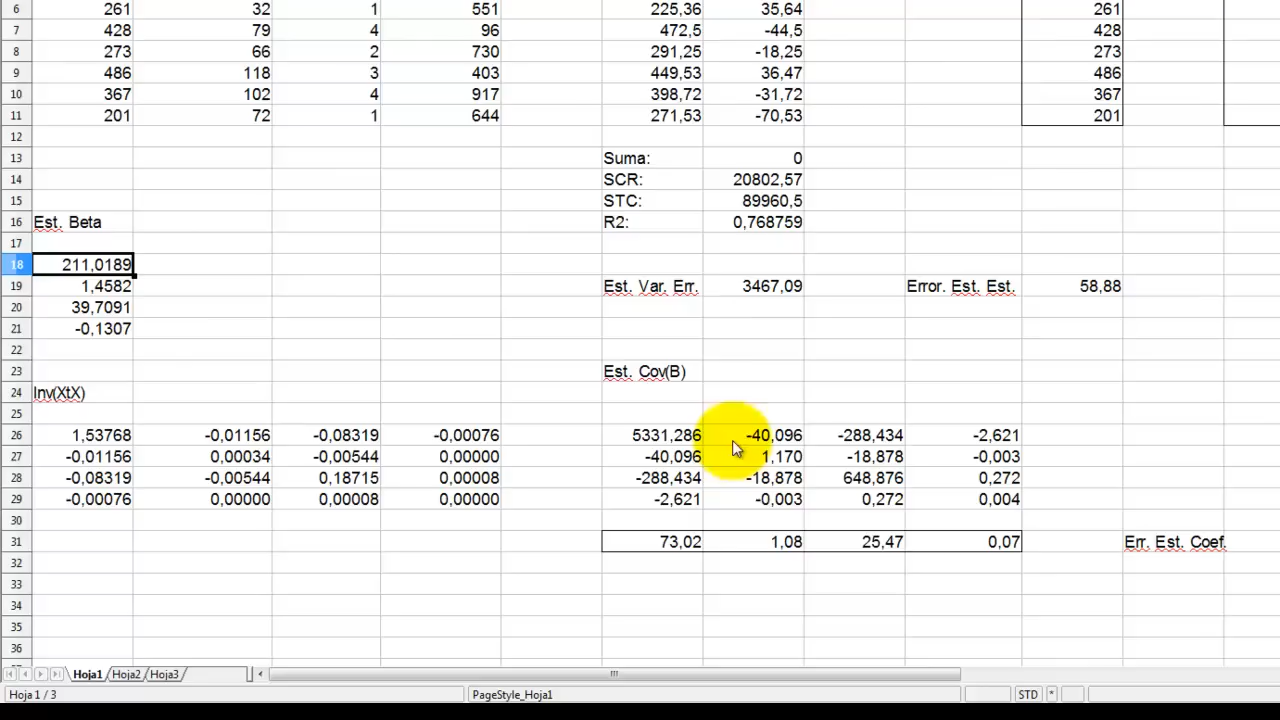 6 261 32 1 551 225,36 35,64 261
7 428 79 4 96 472,5 -44,5 428
8 273 66 2 730 291,25 -18,25 273
9 486 118 3 403 449,53 36,47 486
10 367 102 4 917 398,72 -31,72 367
11 201 72 1 644 271,53 -70,53 201
12
13 Suma: 0
14 SCR: 20802,57
15 STC: 89960,5
16 Est. Beta R2: 0,768759
17
18 211,0189
19 1,4582 Est. Var. Err. 3467,09 Error. Est. Est. 58,88
20 39,7091
21 -0,1307
22
23 Est. Cov(B)
24 Inv(XtX)
25
26 1,53768 -0,01156 -0,08319 -0,00076 5331,286 -40,096 -288,434 -2,621
27 -0,01156 0,00034 -0,00544 0,00000 -40,096 1,170 -18,878 -0,003
28 -0,08319 -0,00544 0,18715 0,00008 -288,434 -18,878 648,876 0,272
29 -0,00076 0,00000 0,00008 0,00000 -2,621 -0,003 0,272 0,004
30
31 73,02 1,08 25,47 0,07 Err. Est. Coef.
32
33
34
35
36
Hoja1 Hoja2 Hoja3
Hoja 1 / 3 PageStyle_Hoja1 STD *